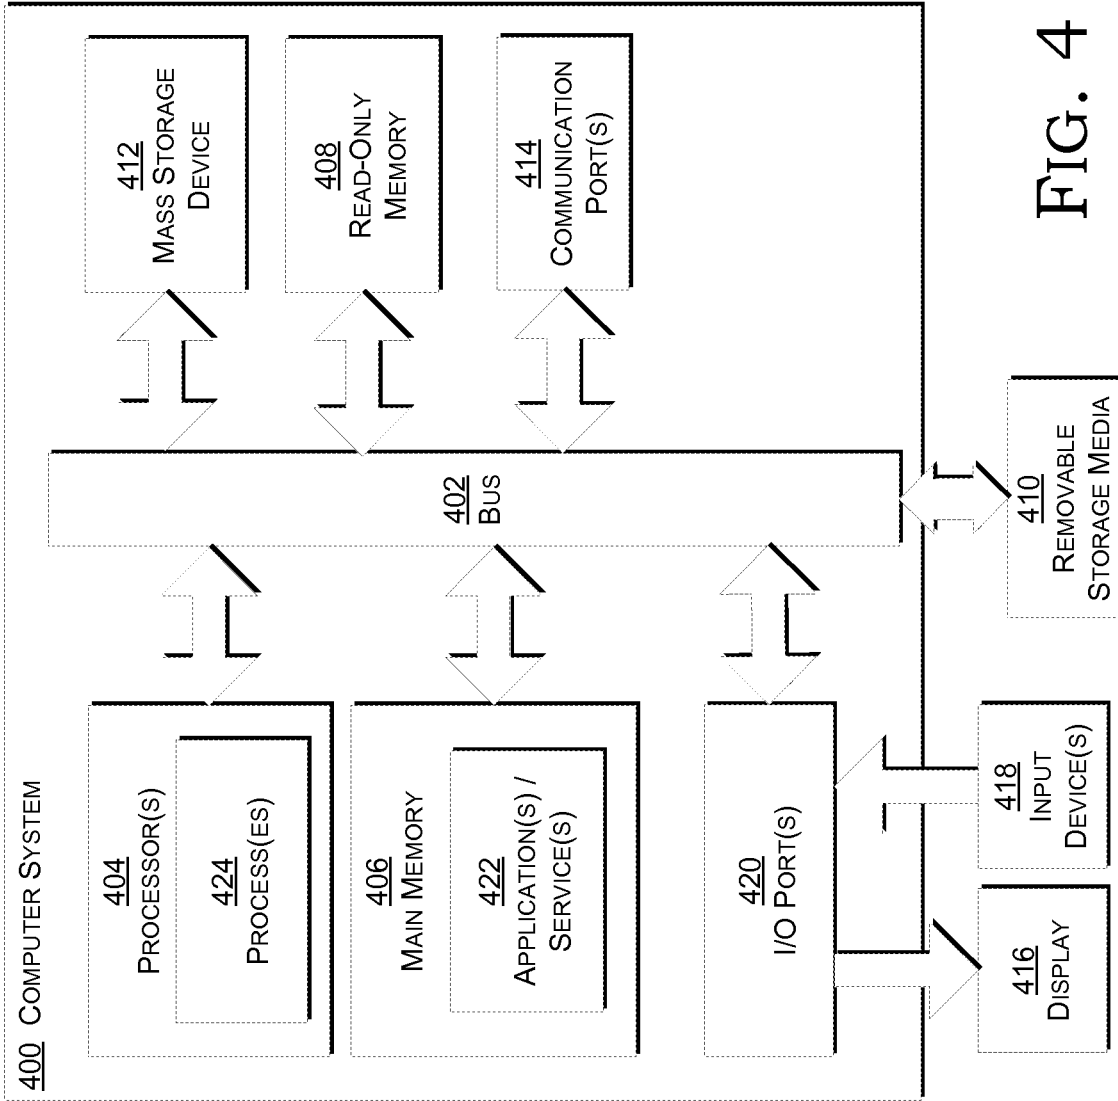 400 COMPUTER SYSTEM
404
PROCESSOR(S)
424
PROCESS(ES)
406
MAIN MEMORY
422
APPLICATION(S) /
SERVICE(S)
420
I/O PORT(S)
402
BUS
412
MASS STORAGE
DEVICE
408
READ-ONLY
MEMORY
414
COMMUNICATION
PORT(S)
416
DISPLAY
418
INPUT
DEVICE(S)
410
REMOVABLE
STORAGE MEDIA
FIG. 4